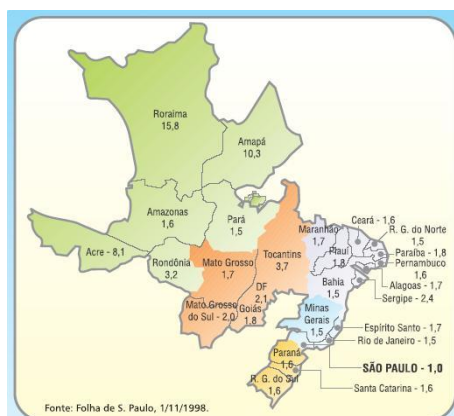 Roraima
15,8
Amapá
10,3
Amazonas
1,6
Pará
1,5
Acre - 8,1
Rondônia
3,2
Mato Grosso
1,7
Tocantins
3,7
Maranhão
1,7
Piauí
1,8
Ceará - 1,6
R. G. do Norte
1,5
Paraíba - 1,8
Pernambuco
1,6
Alagoas - 1,7
Sergipe - 2,4
Bahia
1,5
DF
2,1
Mato Grosso
do Sul - 2,0
Goiás
1,8
Minas
Gerais
1,5
Espírito Santo - 1,7
Rio de Janeiro - 1,5
SÃO PAULO - 1,0
Paraná
1,6
R. G. do Sul
1,6
Santa Catarina - 1,6
Fonte: Folha de S. Paulo, 1/11/1998.